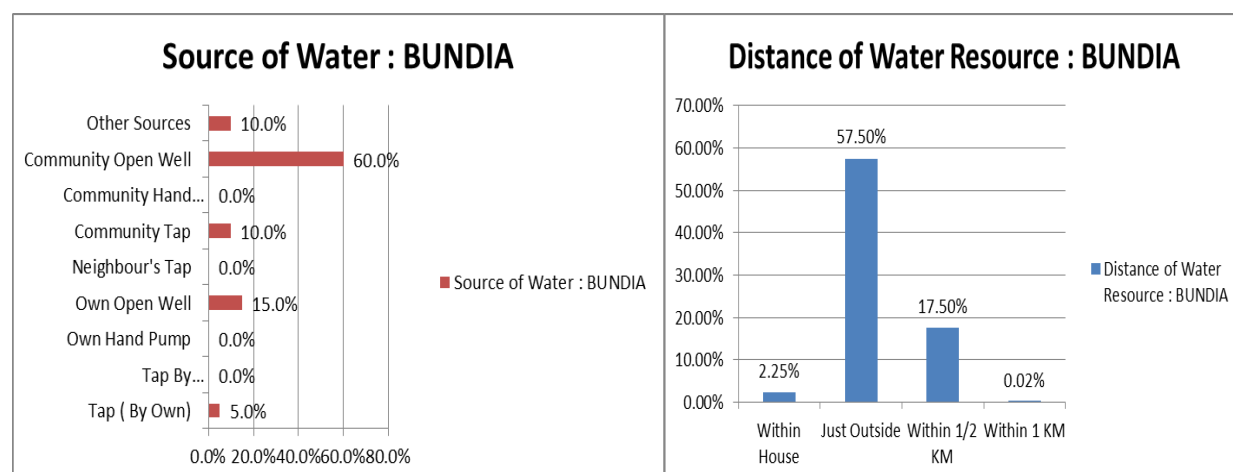 Source of Water : BUNDIA
Other Sources 10.0%
Community Open Well 60.0%
Community Hand... 0.0%
Community Tap 10.0%
Neighbour's Tap 0.0%
Own Open Well 15.0%
Own Hand Pump 0.0%
Tap By... 0.0%
Tap ( By Own) 5.0%
0.0% 20.0% 40.0% 60.0% 80.0%
Source of Water : BUNDIA
Distance of Water Resource : BUNDIA
70.00%
60.00%
50.00%
40.00%
30.00%
20.00%
10.00%
0.00%
2.25%
57.50%
17.50%
0.02%
Within
House
Just Outside
Within 1/2
KM
Within 1 KM
Distance of Water
Resource : BUNDIA